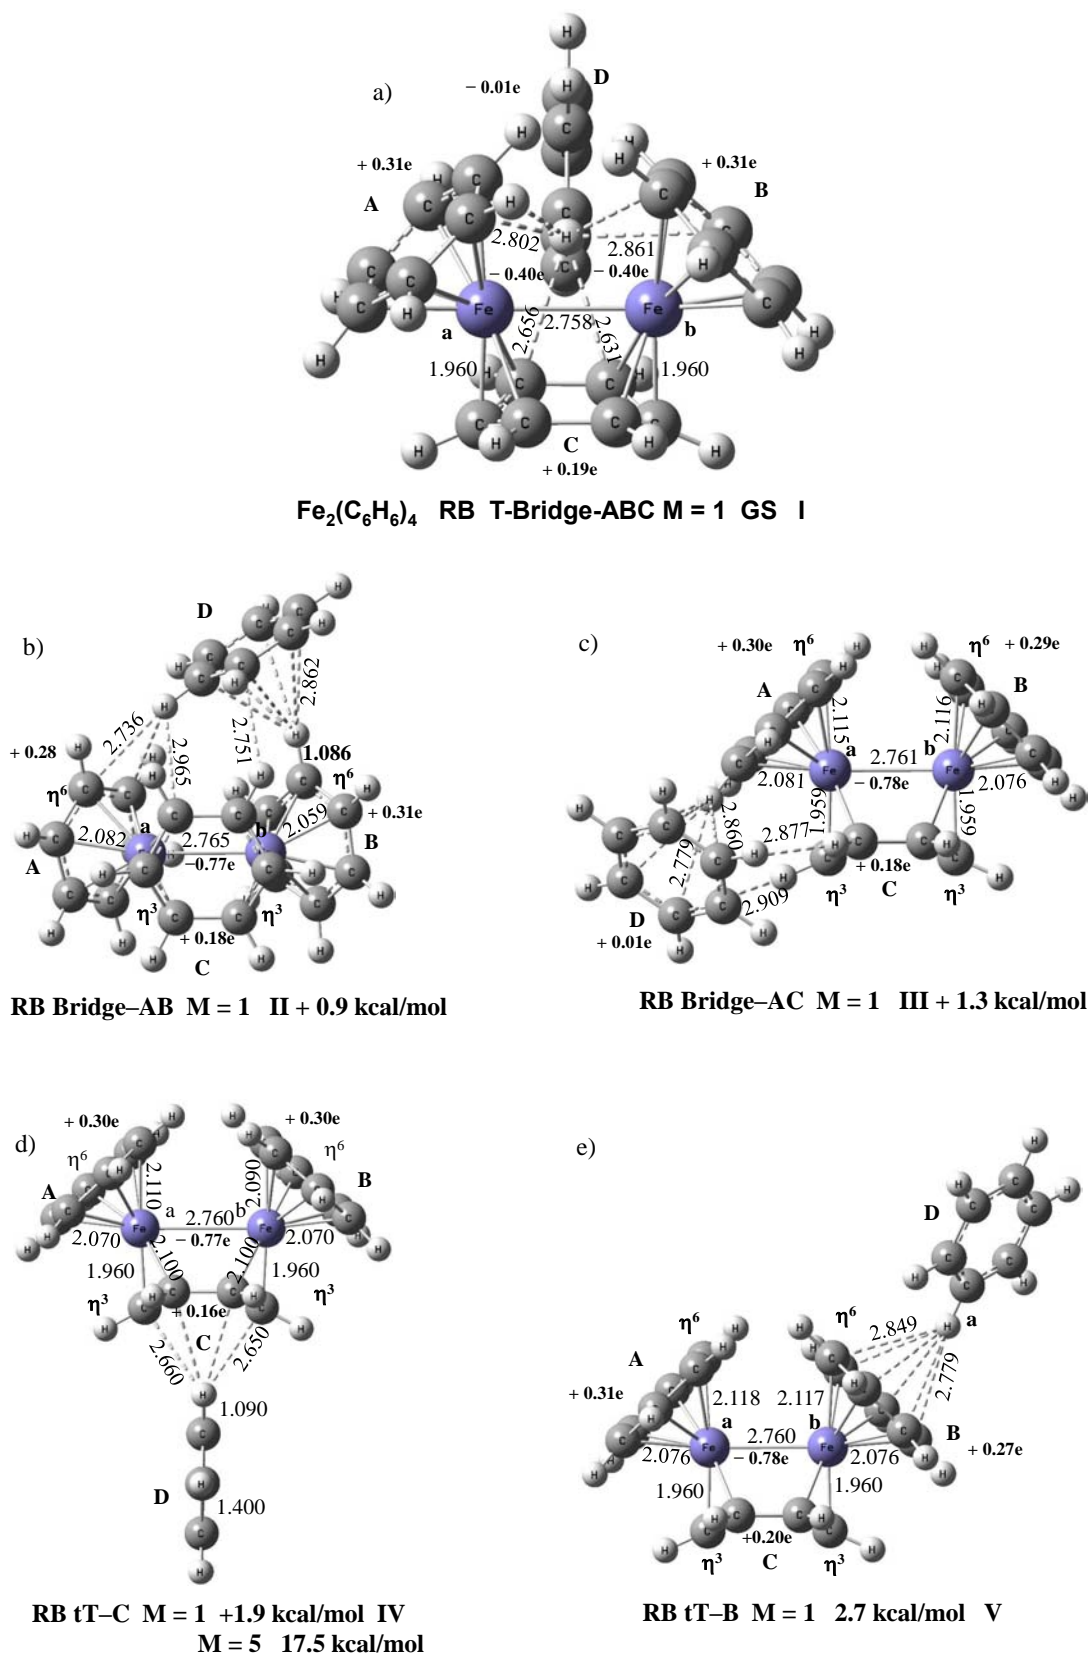 a)
D
− 0.01e
+ 0.31e
A
+ 0.31e
B
2.802
2.861
− 0.40e
− 0.40e
Fe
Fe
a
b
2.656
2.758
2.631
1.960
1.960
C
+ 0.19e
Fe2(C6H6)4 RB T-Bridge-ABC M = 1 GS I
b)
D
2.862
2.736
2.965
2.751
+ 0.28
1.086
η6
η6
a
b
2.082
2.765
2.059
+ 0.31e
A
−0.77e
B
η3
η3
+ 0.18e
C
RB Bridge–AB M = 1 II + 0.9 kcal/mol
c)
+ 0.30e
η6
η6
+ 0.29e
A
B
2.115
2.116
a
b
2.761
Fe
Fe
2.081
− 0.78e
2.076
1.959
1.959
2.860
2.877
2.779
+ 0.18e
η3
C
η3
2.909
D
+ 0.01e
RB Bridge–AC M = 1 III + 1.3 kcal/mol
d)
+ 0.30e
+ 0.30e
η6
η6
A
B
2.110
2.090
a
b
2.760
Fe
Fe
2.070
− 0.77e
2.070
2.100
2.100
1.960
1.960
η3
η3
+ 0.16e
C
2.660
2.650
1.090
D
1.400
RB tT–C M = 1 +1.9 kcal/mol IV
M = 5 17.5 kcal/mol
e)
D
a
η6
η6
2.849
2.779
A
+ 0.31e
2.118
2.117
a
b
B
2.760
Fe
Fe
+ 0.27e
2.076
− 0.78e
2.076
1.960
1.960
+0.20e
η3
C
η3
RB tT–B M = 1 2.7 kcal/mol V